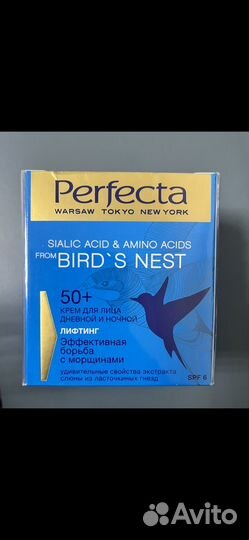 Perfecta
WARSAW TOKYO NEW YORK
SIALIC ACID & AMINO ACIDS
FROM BIRD`S NEST
50+
КРЕМ ДЛЯ ЛИЦА
ДНЕВНОЙ И НОЧНОЙ
ЛИФТИНГ
Эффективная
борьба
с морщинами
удивительные свойства экстракта
слюны из ласточкиных гнезд
SPF 6
Avito